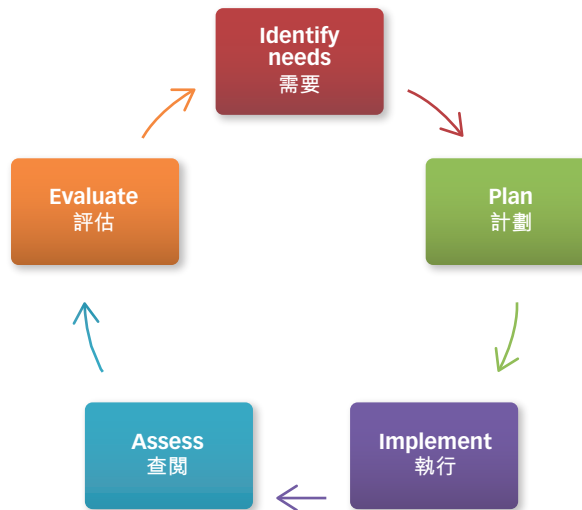 Identify
needs
需要
Plan
計劃
Implement
執行
Assess
查閱
Evaluate
評估